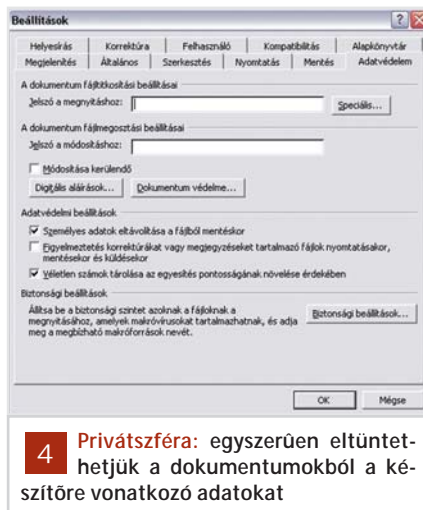 Beállítások
Helyesírás Korrektúra Felhasználó Kompatibilitás Alapkönyvtár
Megjelenítés Általános Szerkesztés Nyomtatás Mentés Adatvédelem
A dokumentum fájltitkosítási beállításai
Jelszó a megnyitáshoz: Speciális...
A dokumentum fájlmegosztási beállításai
Jelszó a módosításhoz:
Módosítása kerülendő
Digitális aláírások... Dokumentum védelme...
Adatvédelmi beállítások
Személyes adatok eltávolítása a fájlból mentéskor
Figyelmeztetés korrektúrákat vagy megjegyzéseket tartalmazó fájlok nyomtatásakor,
mentésekor és küldésekor
Véletlen számok tárolása az egyesítés pontosságának növelése érdekében
Biztonsági beállítások
Állítsa be a biztonsági szintet azoknak a fájloknak a
megnyitásához, amelyek makróvírusokat tartalmazhatnak, és adja
meg a megbízható makróforrások nevét.
Biztonsági beállítások...
OK Mégse
4 Privátszféra: egyszerûen eltüntet-
hetjük a dokumentumokból a ké-
szítõre vonatkozó adatokat